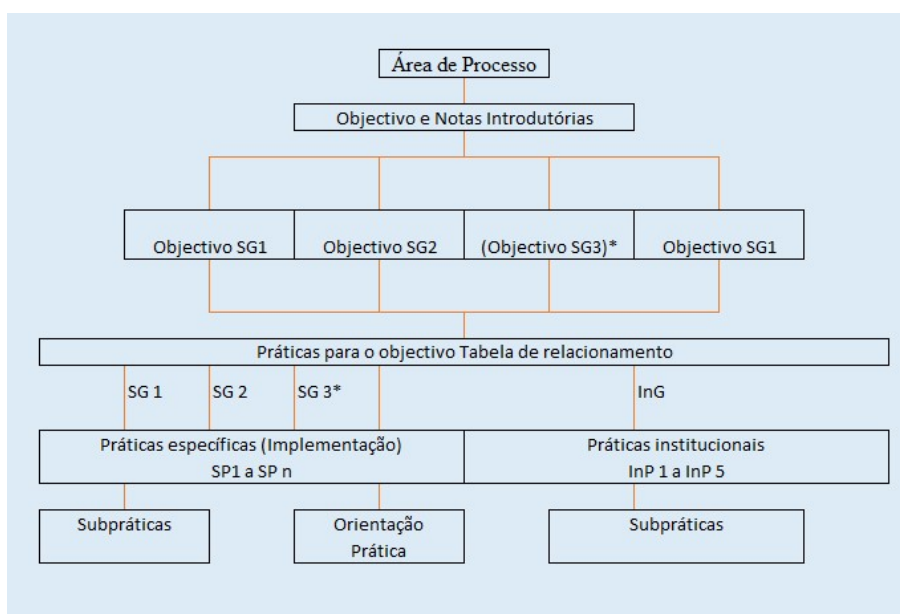 Área de Processo
Objectivo e Notas Introdutórias
Objectivo SG1
Objectivo SG2
(Objectivo SG3)*
Objectivo SG1
Práticas para o objectivo Tabela de relacionamento
SG 1
SG 2
SG 3*
InG
Práticas específicas (Implementação)
SP1 a SP n
Práticas institucionais
InP 1 a InP 5
Subpráticas
Orientação
Prática
Subpráticas